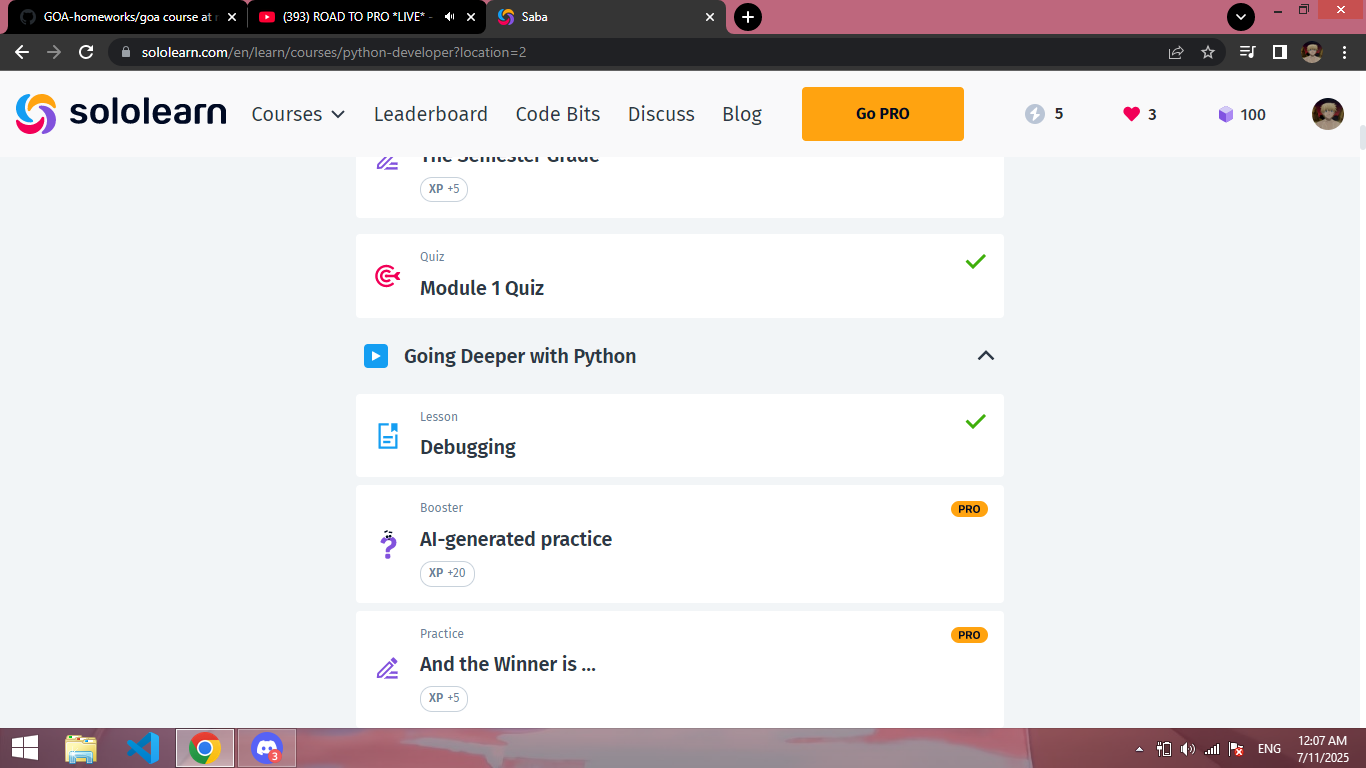 GOA-homeworks/goa course at r
(393) ROAD TO PRO *LIVE* -
Saba
sololearn.com/en/learn/courses/python-developer?location=2
sololearn
Courses
Leaderboard
Code Bits
Discuss
Blog
Go PRO
5
3
100
The Semester Grade
XP +5
Quiz
Module 1 Quiz
Going Deeper with Python
Lesson
Debugging
Booster
PRO
AI-generated practice
XP +20
Practice
PRO
And the Winner is ...
XP +5
3
ENG
12:07 AM
7/11/2025